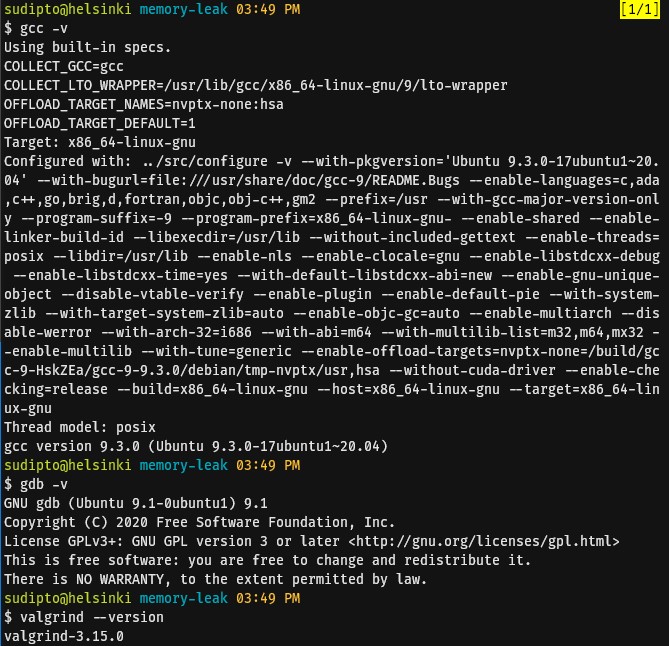 sudipto@helsinki memory-leak 03:49 PM [1/1]
$ gcc -v
Using built-in specs.
COLLECT_GCC=gcc
COLLECT_LTO_WRAPPER=/usr/lib/gcc/x86_64-linux-gnu/9/lto-wrapper
OFFLOAD_TARGET_NAMES=nvptx-none:hsa
OFFLOAD_TARGET_DEFAULT=1
Target: x86_64-linux-gnu
Configured with: ../src/configure -v --with-pkgversion='Ubuntu 9.3.0-17ubuntu1~20.
04' --with-bugurl=file:///usr/share/doc/gcc-9/README.Bugs --enable-languages=c,ada
,c++,go,brig,d,fortran,objc,obj-c++,gm2 --prefix=/usr --with-gcc-major-version-onl
y --program-suffix=-9 --program-prefix=x86_64-linux-gnu- --enable-shared --enable-
linker-build-id --libexecdir=/usr/lib --without-included-gettext --enable-threads=
posix --libdir=/usr/lib --enable-nls --enable-clocale=gnu --enable-libstdcxx-debug
 --enable-libstdcxx-time=yes --with-default-libstdcxx-abi=new --enable-gnu-unique-
object --disable-vtable-verify --enable-plugin --enable-default-pie --with-system-
zlib --with-target-system-zlib=auto --enable-objc-gc=auto --enable-multiarch --dis
able-werror --with-arch-32=i686 --with-abi=m64 --with-multilib-list=m32,m64,mx32 -
-enable-multilib --with-tune=generic --enable-offload-targets=nvptx-none=/build/gc
c-9-HskZEa/gcc-9-9.3.0/debian/tmp-nvptx/usr,hsa --without-cuda-driver --enable-che
cking=release --build=x86_64-linux-gnu --host=x86_64-linux-gnu --target=x86_64-lin
ux-gnu
Thread model: posix
gcc version 9.3.0 (Ubuntu 9.3.0-17ubuntu1~20.04)
sudipto@helsinki memory-leak 03:49 PM
$ gdb -v
GNU gdb (Ubuntu 9.1-0ubuntu1) 9.1
Copyright (C) 2020 Free Software Foundation, Inc.
License GPLv3+: GNU GPL version 3 or later <http://gnu.org/licenses/gpl.html>
This is free software: you are free to change and redistribute it.
There is NO WARRANTY, to the extent permitted by law.
sudipto@helsinki memory-leak 03:49 PM
$ valgrind --version
valgrind-3.15.0